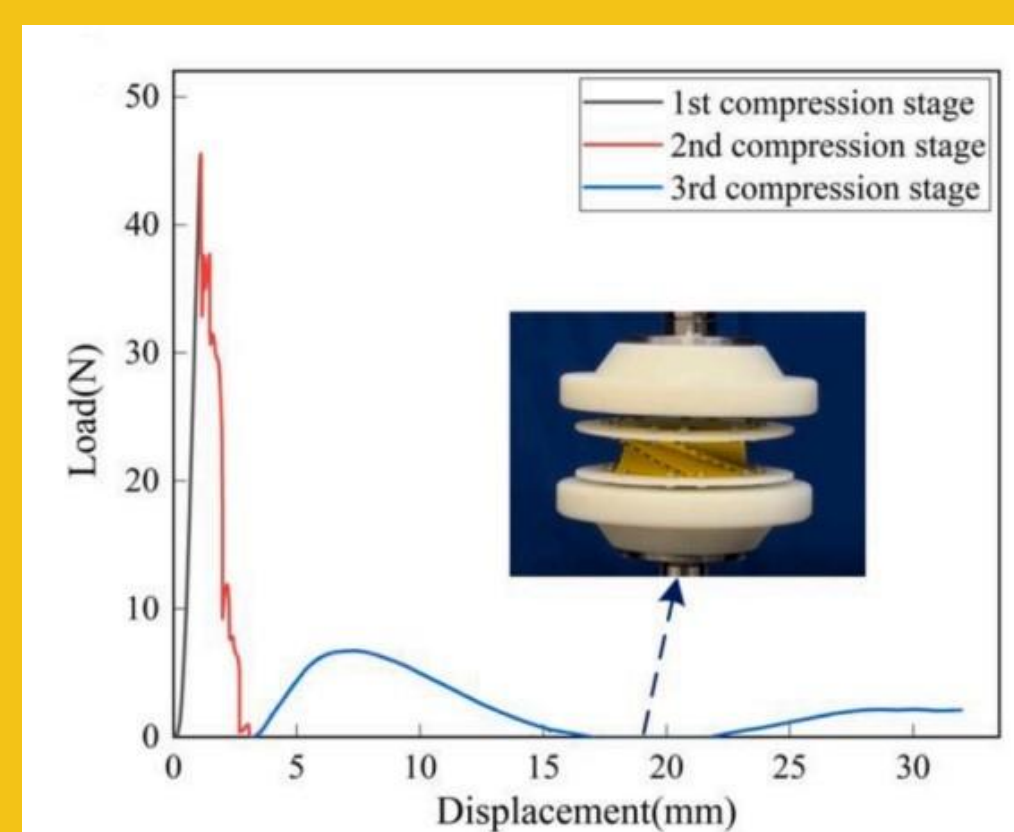 50
40
30
20
10
0
Load(N)
1st compression stage
2nd compression stage
3rd compression stage
0 5 10 15 20 25 30
Displacement(mm)